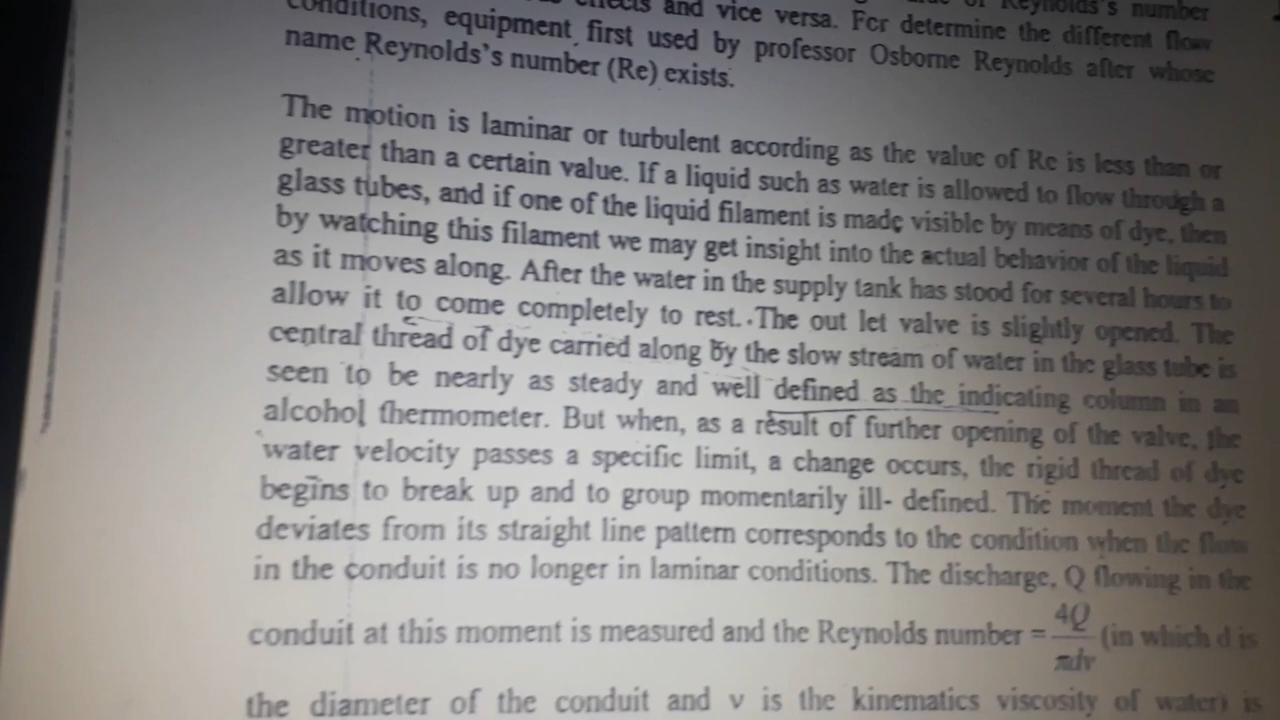 effects and vice versa. For determine the different flow Reynolds's number
conditions, equipment first used by professor Osborne Reynolds after whose
name Reynolds's number (Re) exists.
The motion is laminar or turbulent according as the value of Re is less than or
greater than a certain value. If a liquid such as water is allowed to flow through a
glass tubes, and if one of the liquid filament is made visible by means of dye, then
by watching this filament we may get insight into the actual behavior of the liquid
as it moves along. After the water in the supply tank has stood for several hours to
allow it to come completely to rest. .The out let valve is slightly opened. The
central thread of dye carried along by the slow stream of water in the glass tube is
seen to be nearly as steady and well defined as the indicating column in an
alcohol thermometer. But when, as a result of further opening of the valve, the
water velocity passes a specific limit, a change occurs, the rigid thread of dye
begins to break up and to group momentarily ill- defined. The moment the dye
deviates from its straight line pattern corresponds to the condition when the flow
in the conduit is no longer in laminar conditions. The discharge, Q flowing in the
conduit at this moment is measured and the Reynolds number = 4Q/πdν (in which d is
the diameter of the conduit and ν is the kinematics viscosity of water) is